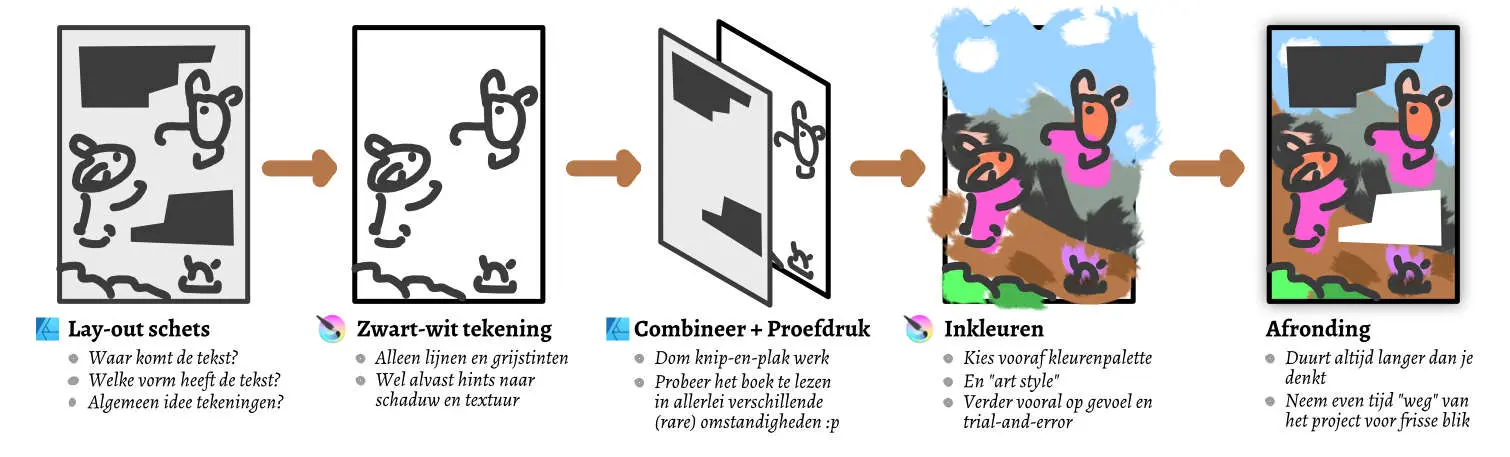 Lay-out schets
Waar komt de tekst?
Welke vorm heeft de tekst?
Algemeen idee tekeningen?
Zwart-wit tekening
Alleen lijnen en grijstinten
Wel alvast hints naar
schaduw en textuur
Combineer + Proefdruk
Dom knip-en-plak werk
Probeer het boek te lezen
in allerlei verschillende
(rare) omstandigheden :p
Inkleuren
Kies vooraf kleurenpalette
En "art style"
Verder vooral op gevoel en
trial-and-error
Afronding
Duurt altijd langer dan je
denkt
Neem even tijd "weg" van
het project voor frisse blik